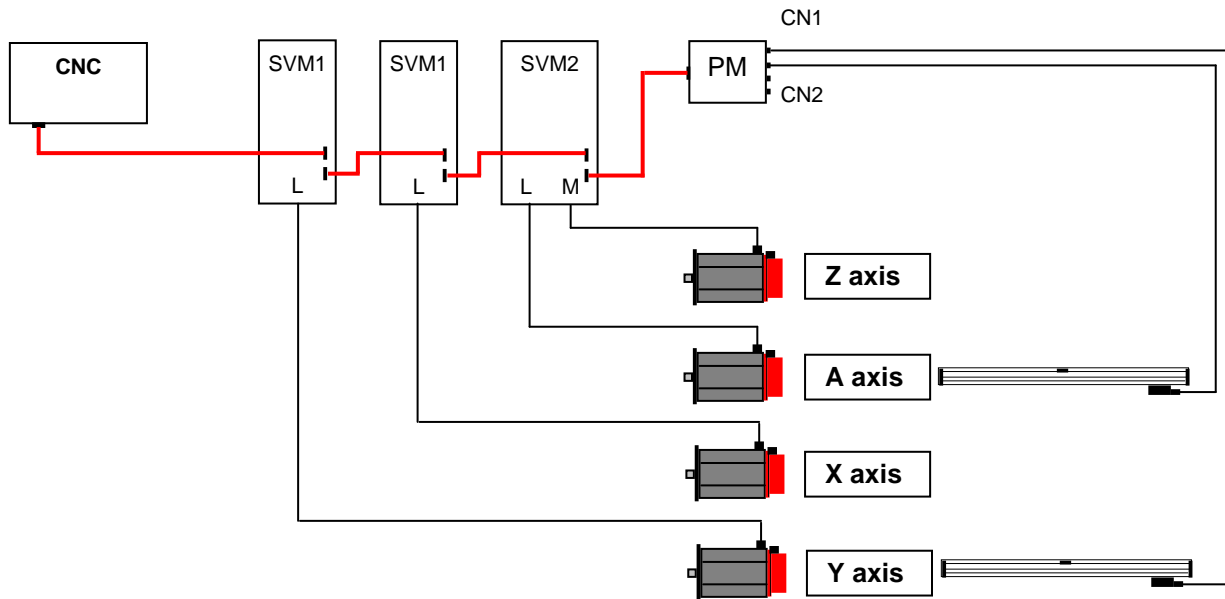 CN1
CNC
SVM1
SVM1
SVM2
PM
CN2
L
L
L
M
Z axis
A axis
X axis
Y axis